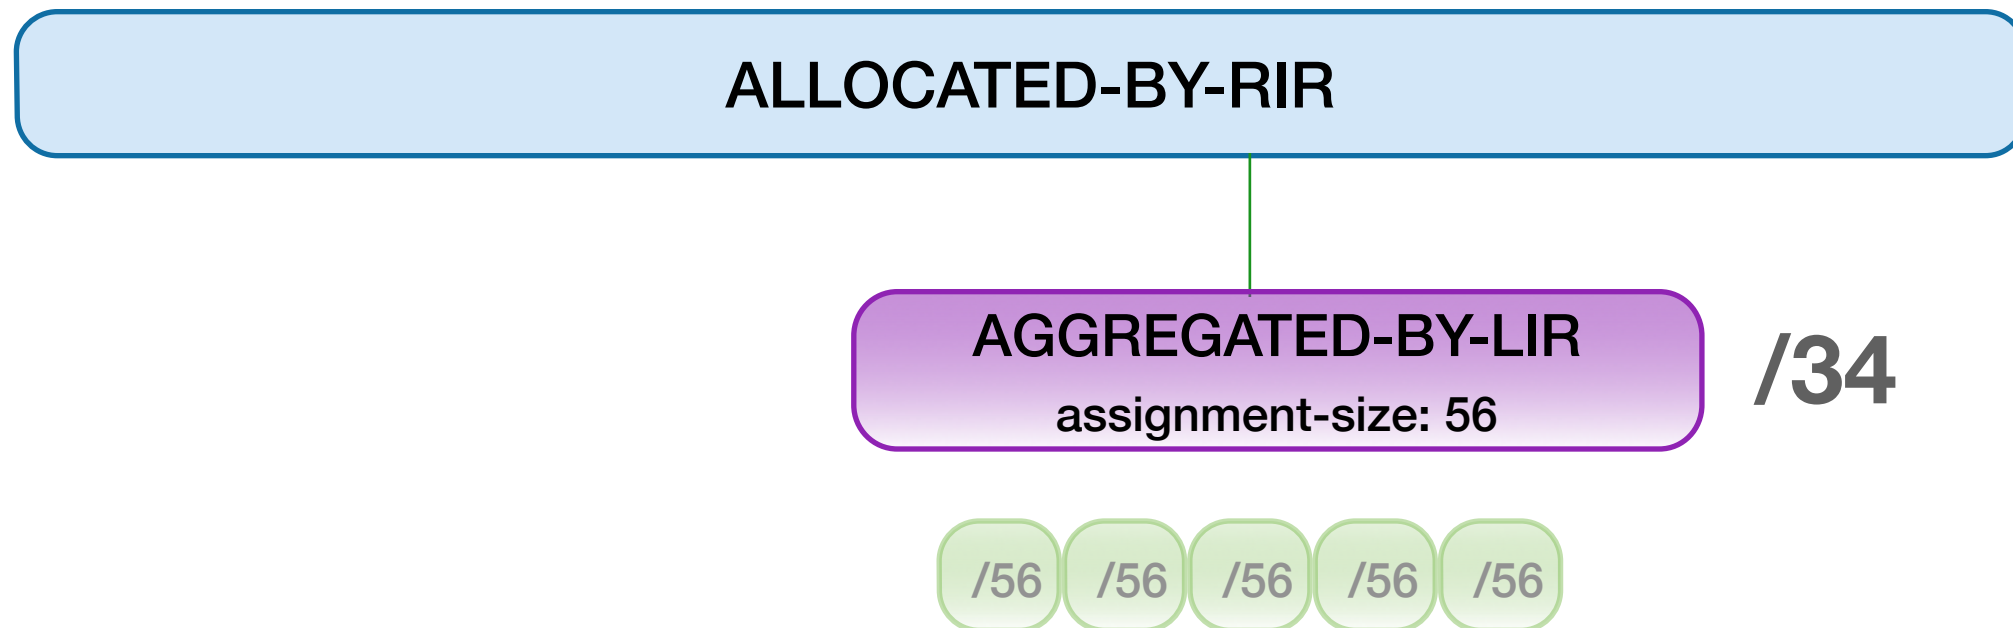 ALLOCATED-BY-RIR
AGGREGATED-BY-LIR
assignment-size: 56
/34
/56 /56 /56 /56 /56